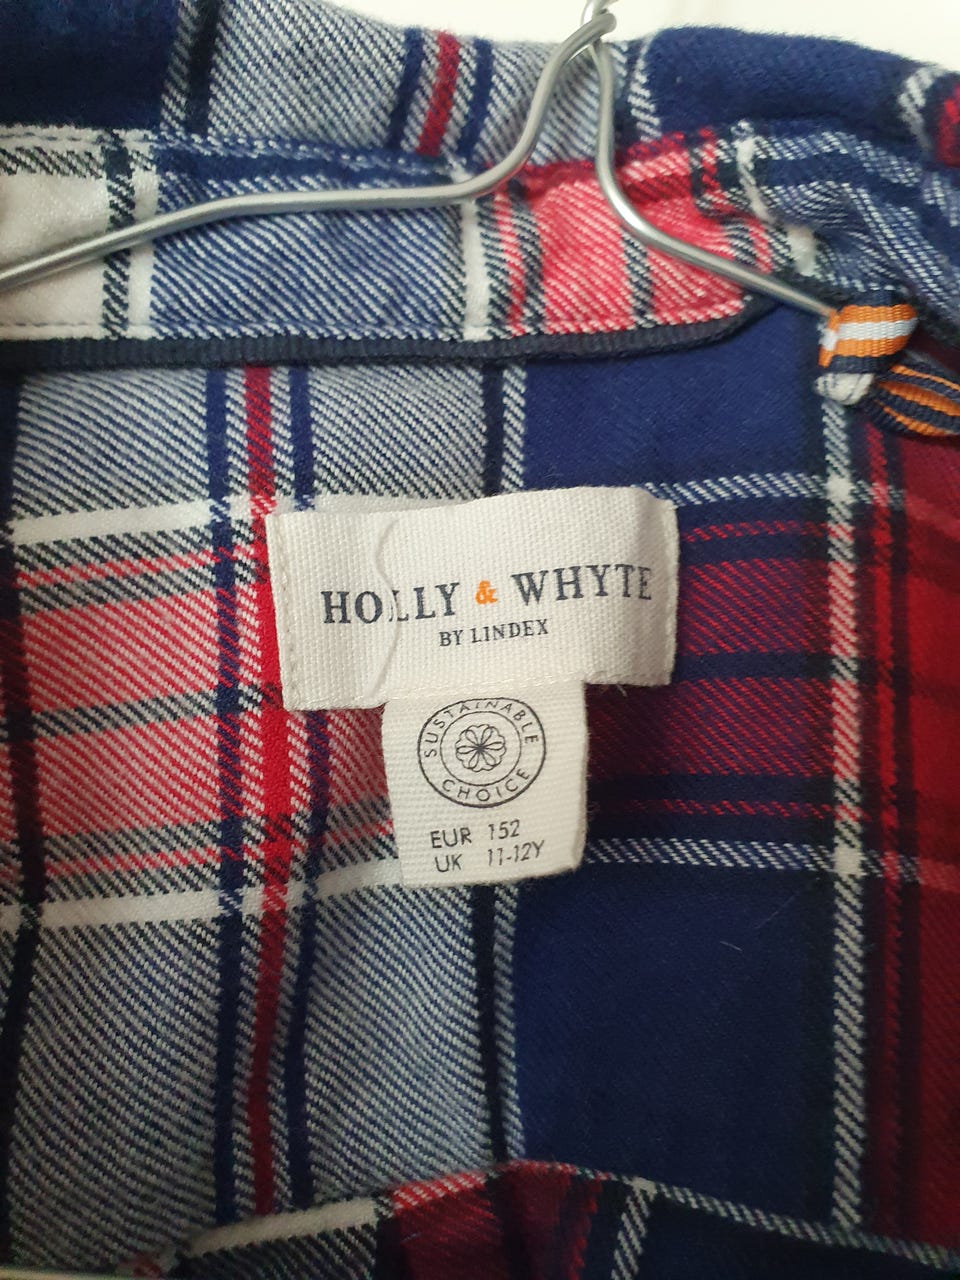 HOLLY & WHYTE
BY LINDEX
SUSTAINABLE
CHOICE
EUR 152
UK 11-12Y